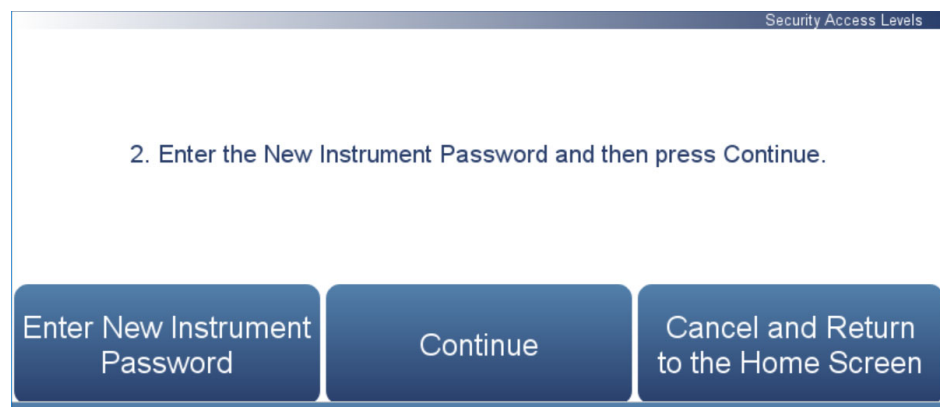 Security Access Levels
2. Enter the New Instrument Password and then press Continue.
Enter New Instrument
Password
Continue
Cancel and Return
to the Home Screen